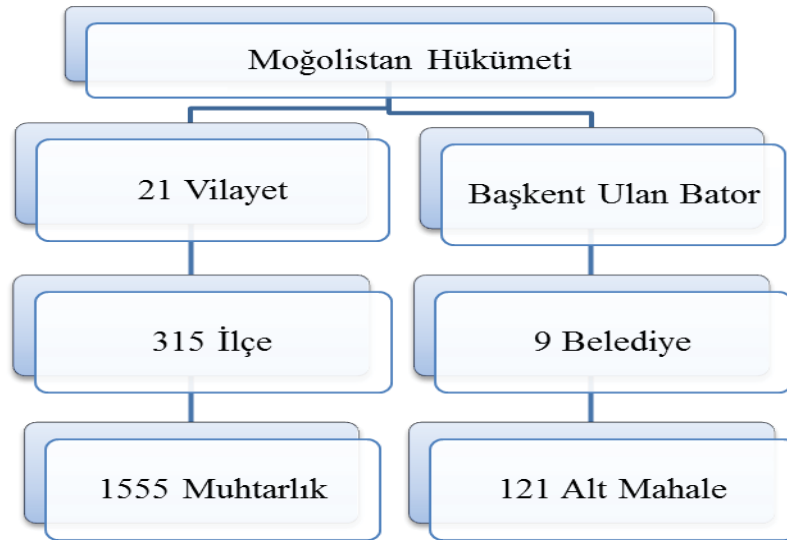 Moğolistan Hükümeti
21 Vilayet
Başkent Ulan Bator
315 İlçe
9 Belediye
1555 Muhtarlık
121 Alt Mahale